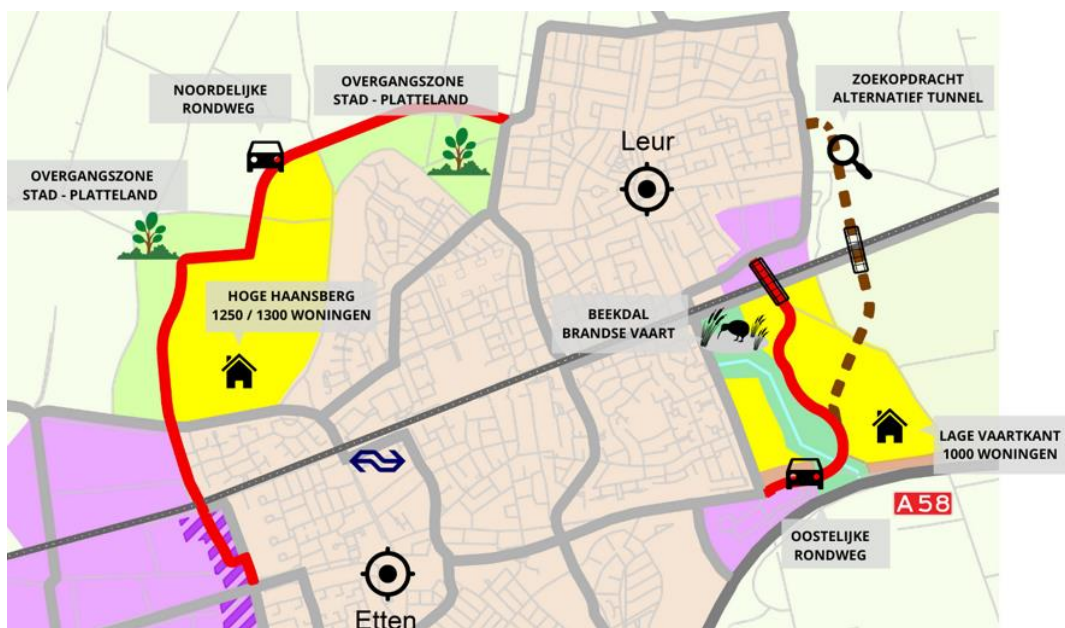 OVERGANGSZONE
STAD - PLATTELAND
NOORDELIJKE
RONDWEG
ZOEKOPDRACHT
ALTERNATIEF TUNNEL
Leur
OVERGANGSZONE
STAD - PLATTELAND
HOGE HAANSBERG
1250 / 1300 WONINGEN
BEEKDAL
BRANDSE VAART
LAGE VAARTKANT
1000 WONINGEN
A58
OOSTELIJKE
RONDWEG
Etten